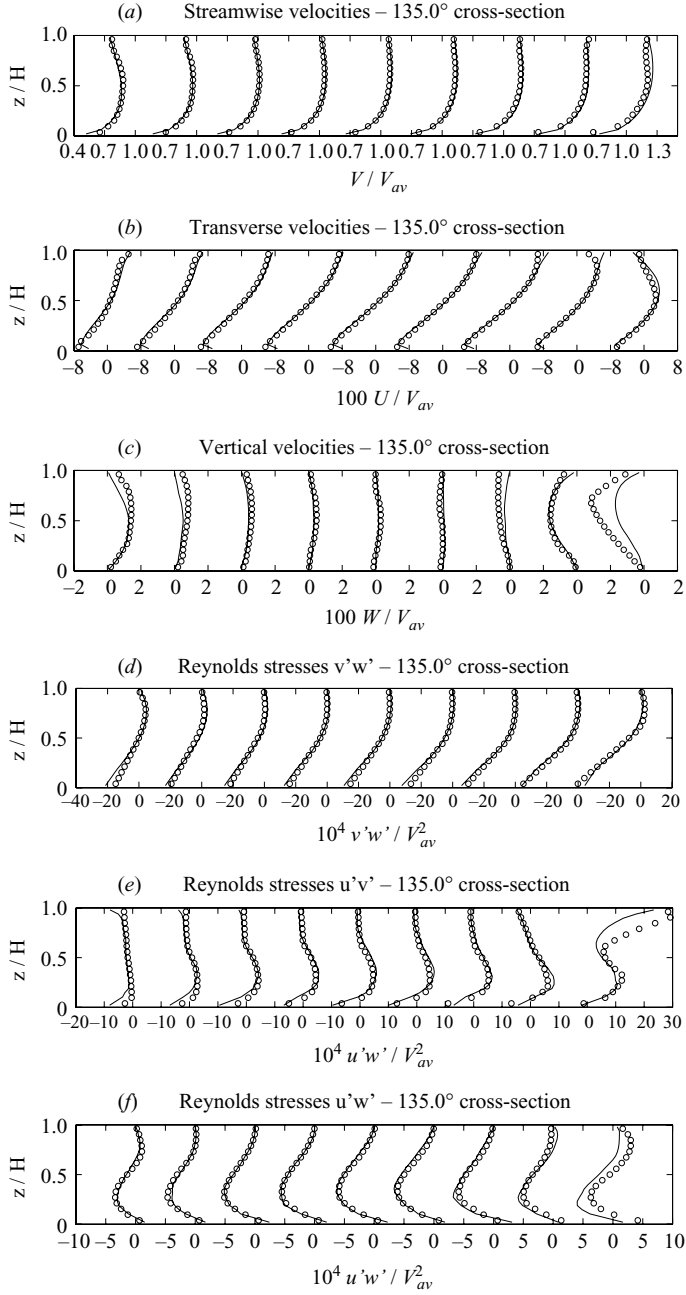 (a) Streamwise velocities – 135.0° cross-section
1.0
0.5
0
z / H
0.4 0.7 1.0 0.7 1.0 0.7 1.0 0.7 1.0 0.7 1.0 0.7 1.0 0.7 1.0 0.7 1.0 0.7 1.0 1.3
V / V_av
(b) Transverse velocities – 135.0° cross-section
1.0
0.5
0
z / H
−8 0 −8 0 −8 0 −8 0 −8 0 −8 0 −8 0 −8 0 −8 0 8
100 U / V_av
(c) Vertical velocities – 135.0° cross-section
1.0
0.5
0
z / H
−2 0 2 0 2 0 2 0 2 0 2 0 2 0 2 0 2 0 2
100 W / V_av
(d) Reynolds stresses v’w’ – 135.0° cross-section
1.0
0.5
0
z / H
−40 −20 0 −20 0 −20 0 −20 0 −20 0 −20 0 −20 0 −20 0 −20 0 20
10⁴ v’w’ / V²_av
(e) Reynolds stresses u’v’ – 135.0° cross-section
1.0
0.5
0
z / H
−20 −10 0 −10 0 −10 0 −10 0 10 0 10 0 10 0 10 0 10 0 10 20 30
10⁴ u’w’ / V²_av
(f) Reynolds stresses u’w’ – 135.0° cross-section
1.0
0.5
0
z / H
−10 −5 0 −5 0 −5 0 −5 0 −5 0 −5 0 −5 0 −5 0 −5 0 5 10
10⁴ u’w’ / V²_av